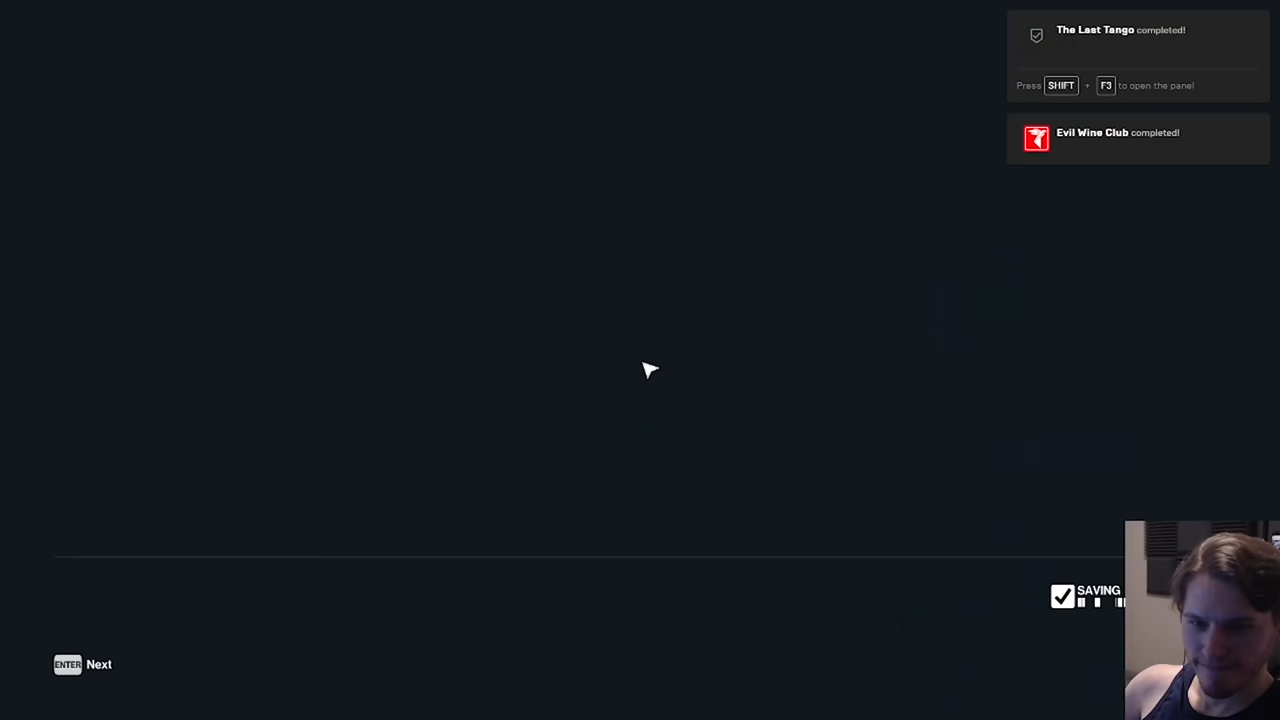 The Last Tango completed!
Press SHIFT + F3 to open the panel
Evil Wine Club completed!
SAVING
ENTER Next